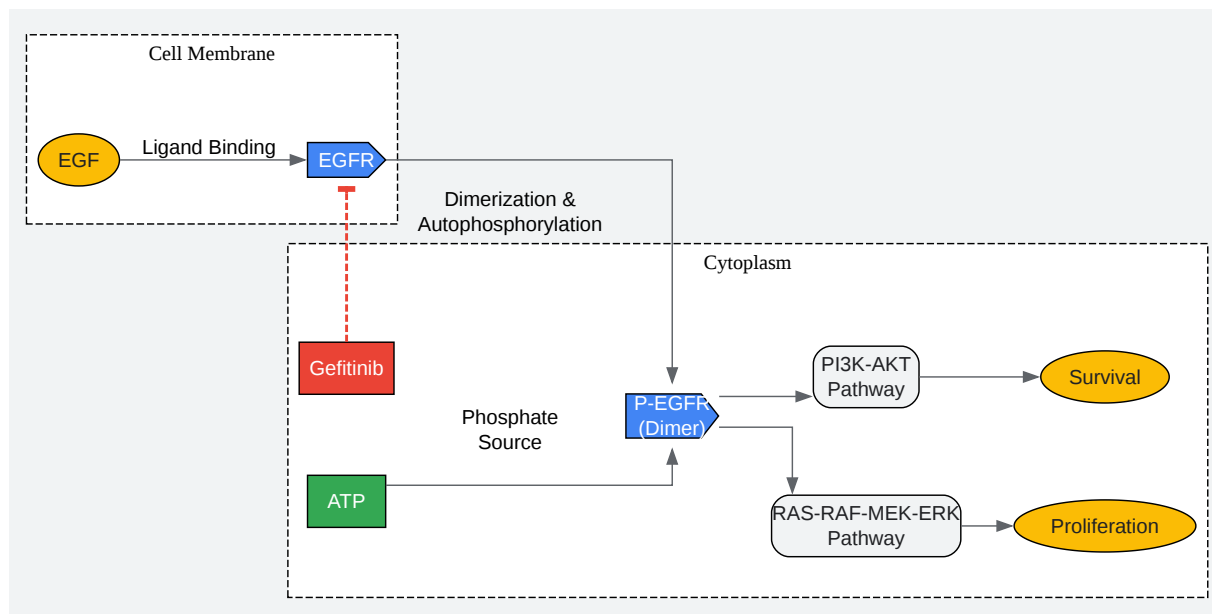 Cell Membrane
EGF
Ligand Binding
EGFR
Dimerization &
Autophosphorylation
Cytoplasm
Gefitinib
Phosphate
Source
ATP
P-EGFR
(Dimer)
PI3K-AKT
Pathway
Survival
RAS-RAF-MEK-ERK
Pathway
Proliferation